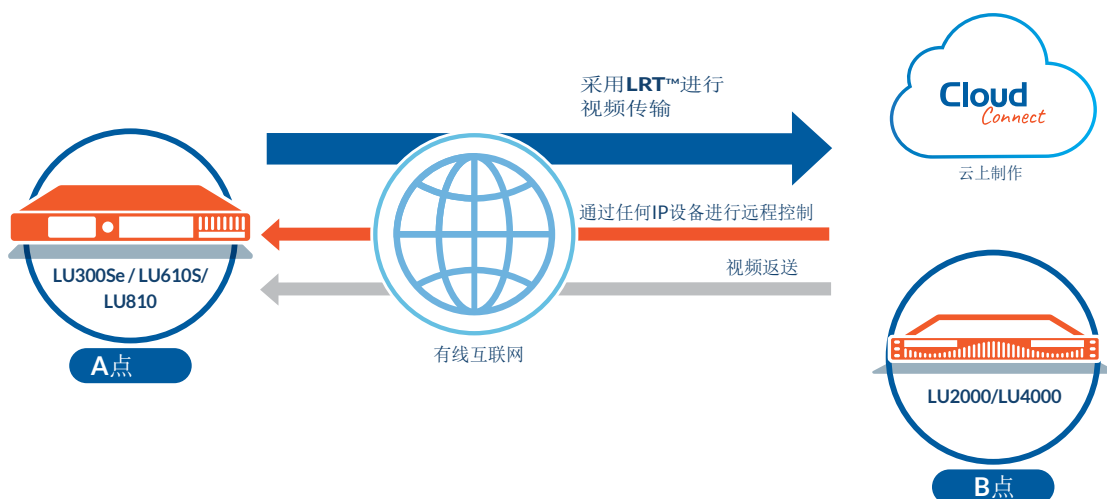 采用LRT™进行
视频传输
Cloud
Connect
云上制作
通过任何IP设备进行远程控制
视频返送
LU300Se / LU610S/
LU810
A点
有线互联网
LU2000/LU4000
B点